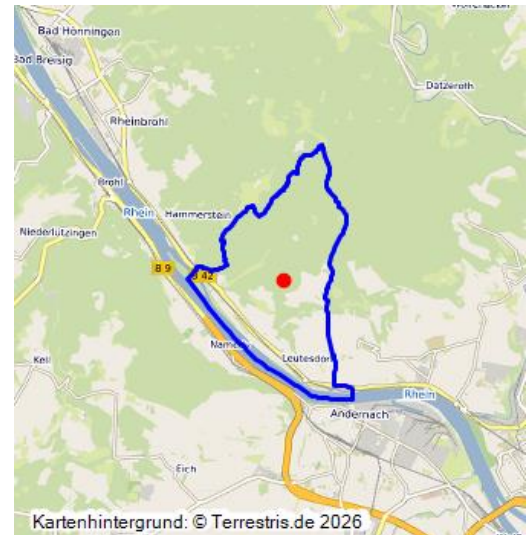 Bad Hönningen
Bad Breisig
Datzeroth
Rheinbrohl
Brohl
Rhein
Hammerstein
Niederlützingen
B 9
B 42
Kell
Namedy
Leutesdorf
Rhein
Andernach
Eich
Kartenhintergrund: © Terrestris.de 2026